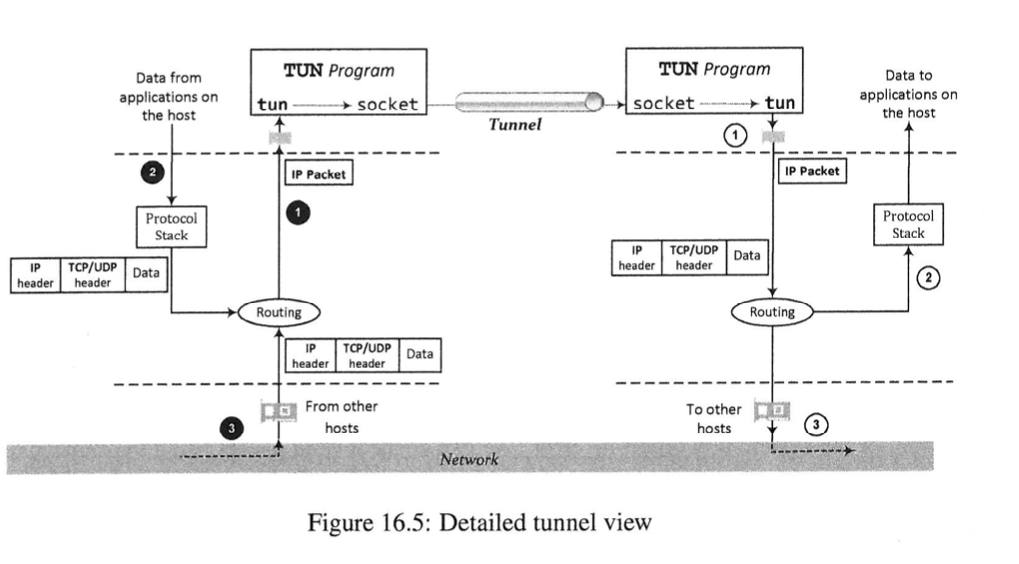 TUN Program
tun
socket
Tunnel
TUN Program
socket
tun
Data from
applications on
the host
Data to
applications on
the host
2
IP Packet
1
Protocol
Stack
IP
header
TCP/UDP
header
Data
Routing
IP
header
TCP/UDP
header
Data
From other
hosts
3
1
IP Packet
Protocol
Stack
IP
header
TCP/UDP
header
Data
2
Routing
To other
hosts
3
Network
Figure 16.5: Detailed tunnel view